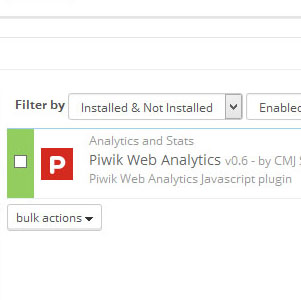 Filter by Installed & Not Installed Enabled
Analytics and Stats
P Piwik Web Analytics v0.6 - by CMJ
Piwik Web Analytics Javascript plugin
bulk actions